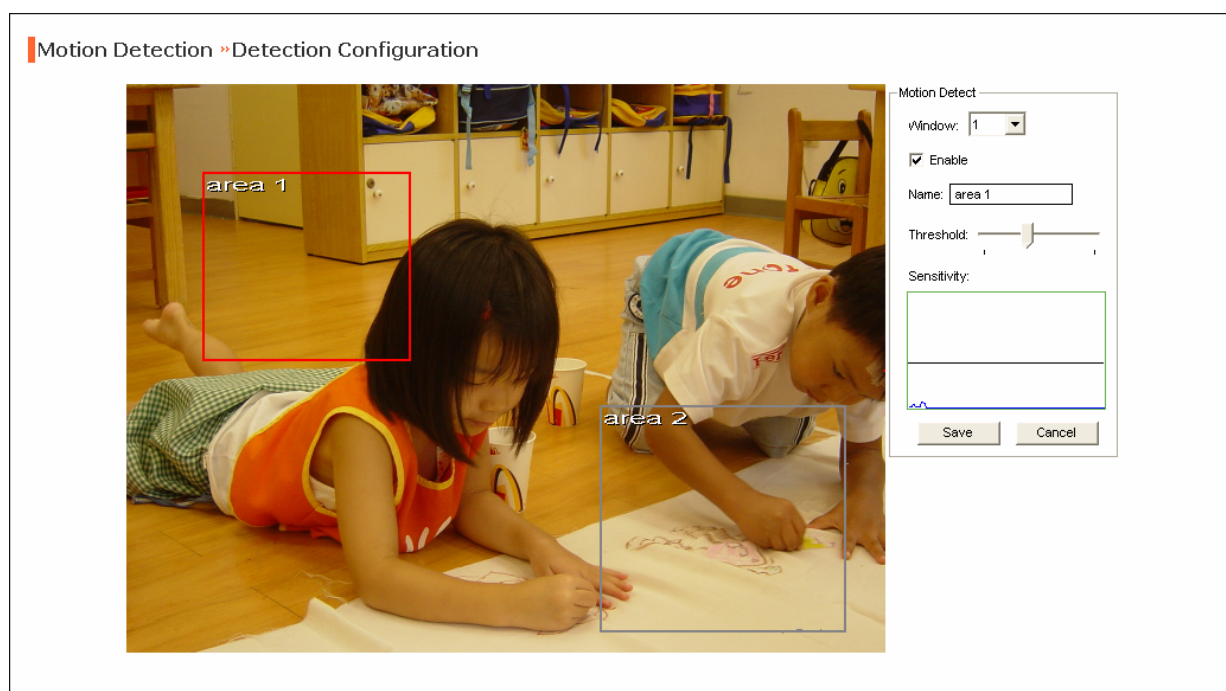 Motion Detection »Detection Configuration
area 1
fone
area 2
Motion Detect
Window: 1
Enable
Name: area 1
Threshold:
Sensitivity:
Save Cancel